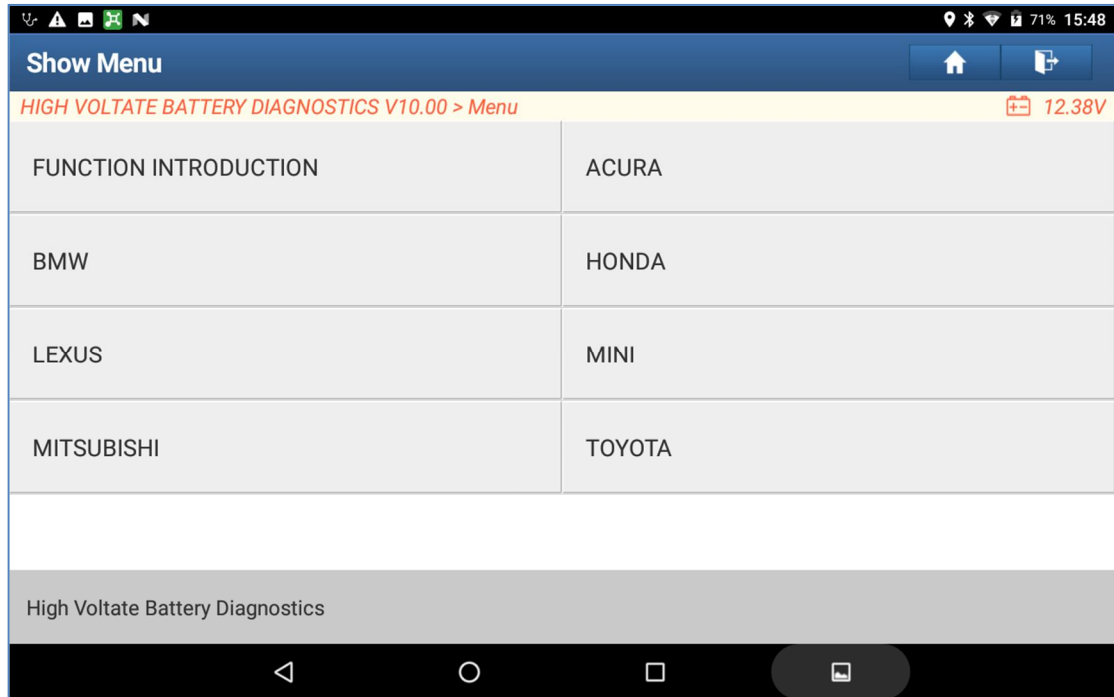 71% 15:48
Show Menu
HIGH VOLTATE BATTERY DIAGNOSTICS V10.00 > Menu 12.38V
FUNCTION INTRODUCTION ACURA
BMW HONDA
LEXUS MINI
MITSUBISHI TOYOTA
High Voltate Battery Diagnostics